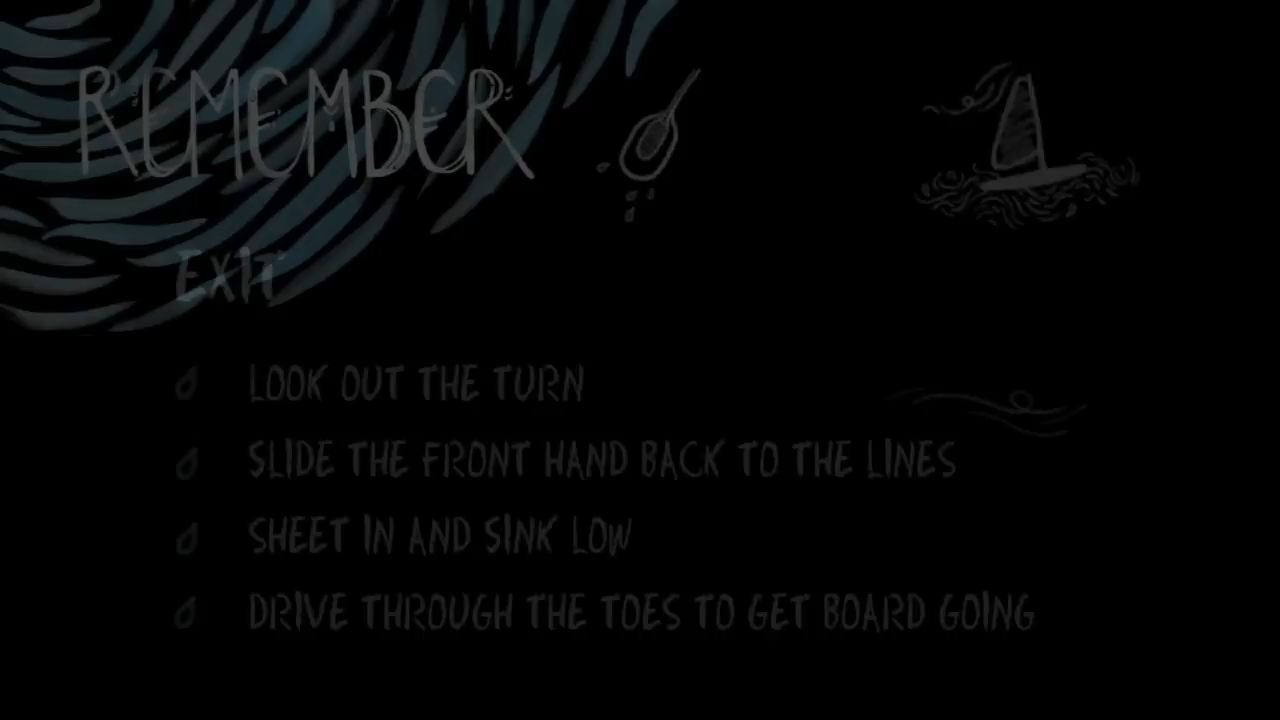 REMEMBER
EXIT
LOOK OUT THE TURN
SLIDE THE FRONT HAND BACK TO THE LINES
SHEET IN AND SINK LOW
DRIVE THROUGH THE TOES TO GET BOARD GOING